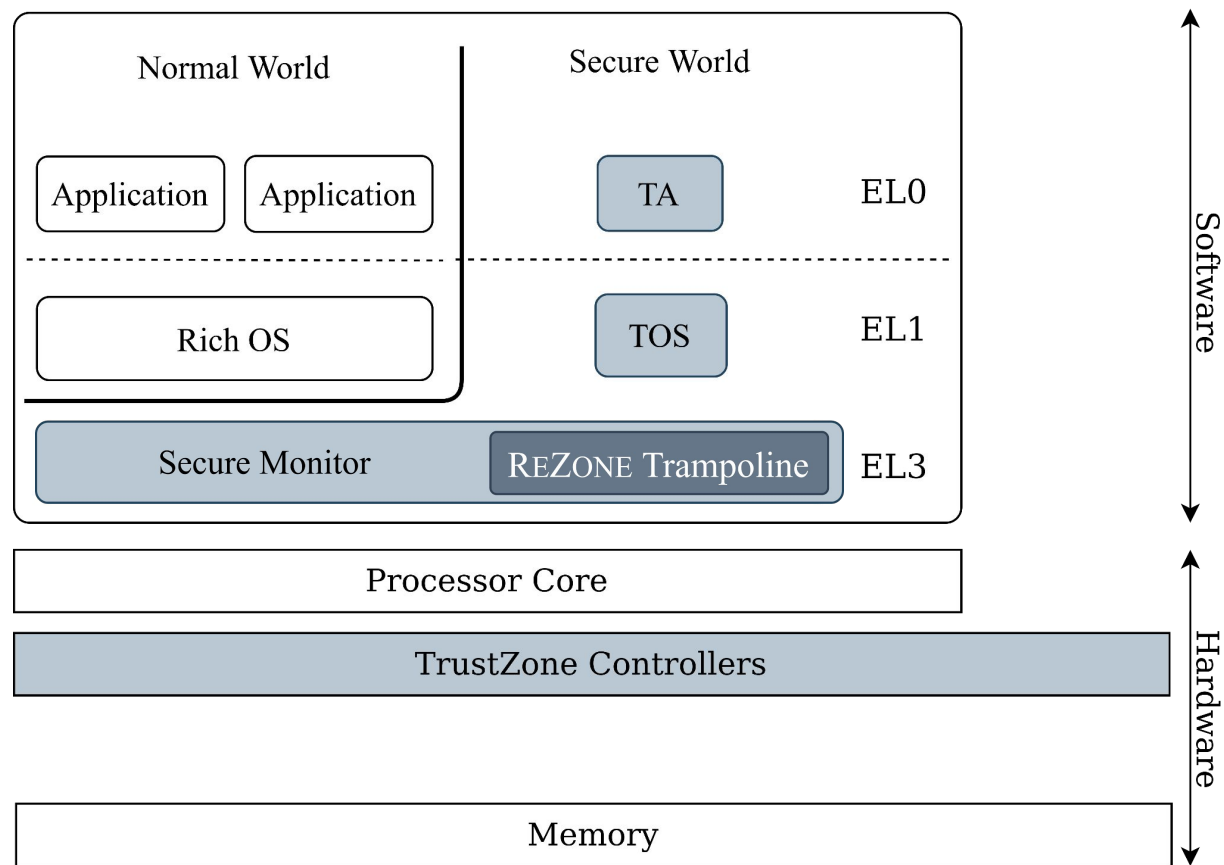 Normal World
Secure World
Application
Application
TA
EL0
Rich OS
TOS
EL1
Secure Monitor
REZONE Trampoline
EL3
Software
Processor Core
TrustZone Controllers
Memory
Hardware